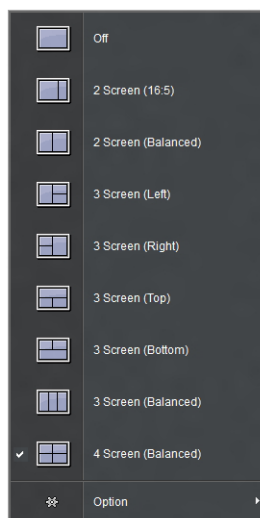 Off
2 Screen (16:5)
2 Screen (Balanced)
3 Screen (Left)
3 Screen (Right)
3 Screen (Top)
3 Screen (Bottom)
3 Screen (Balanced)
4 Screen (Balanced)
Option